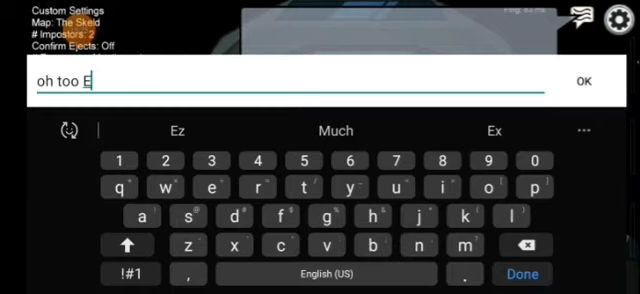 Custom Settings
Map: The Skeld
# Impostors: 2
Confirm Ejects: Off
oh too E
OK
Ez Much Ex
1 2 3 4 5 6 7 8 9 0
q w e r t y u i o p
a s d f g h j k l
z x c v b n m
!#1 , English (US) . Done